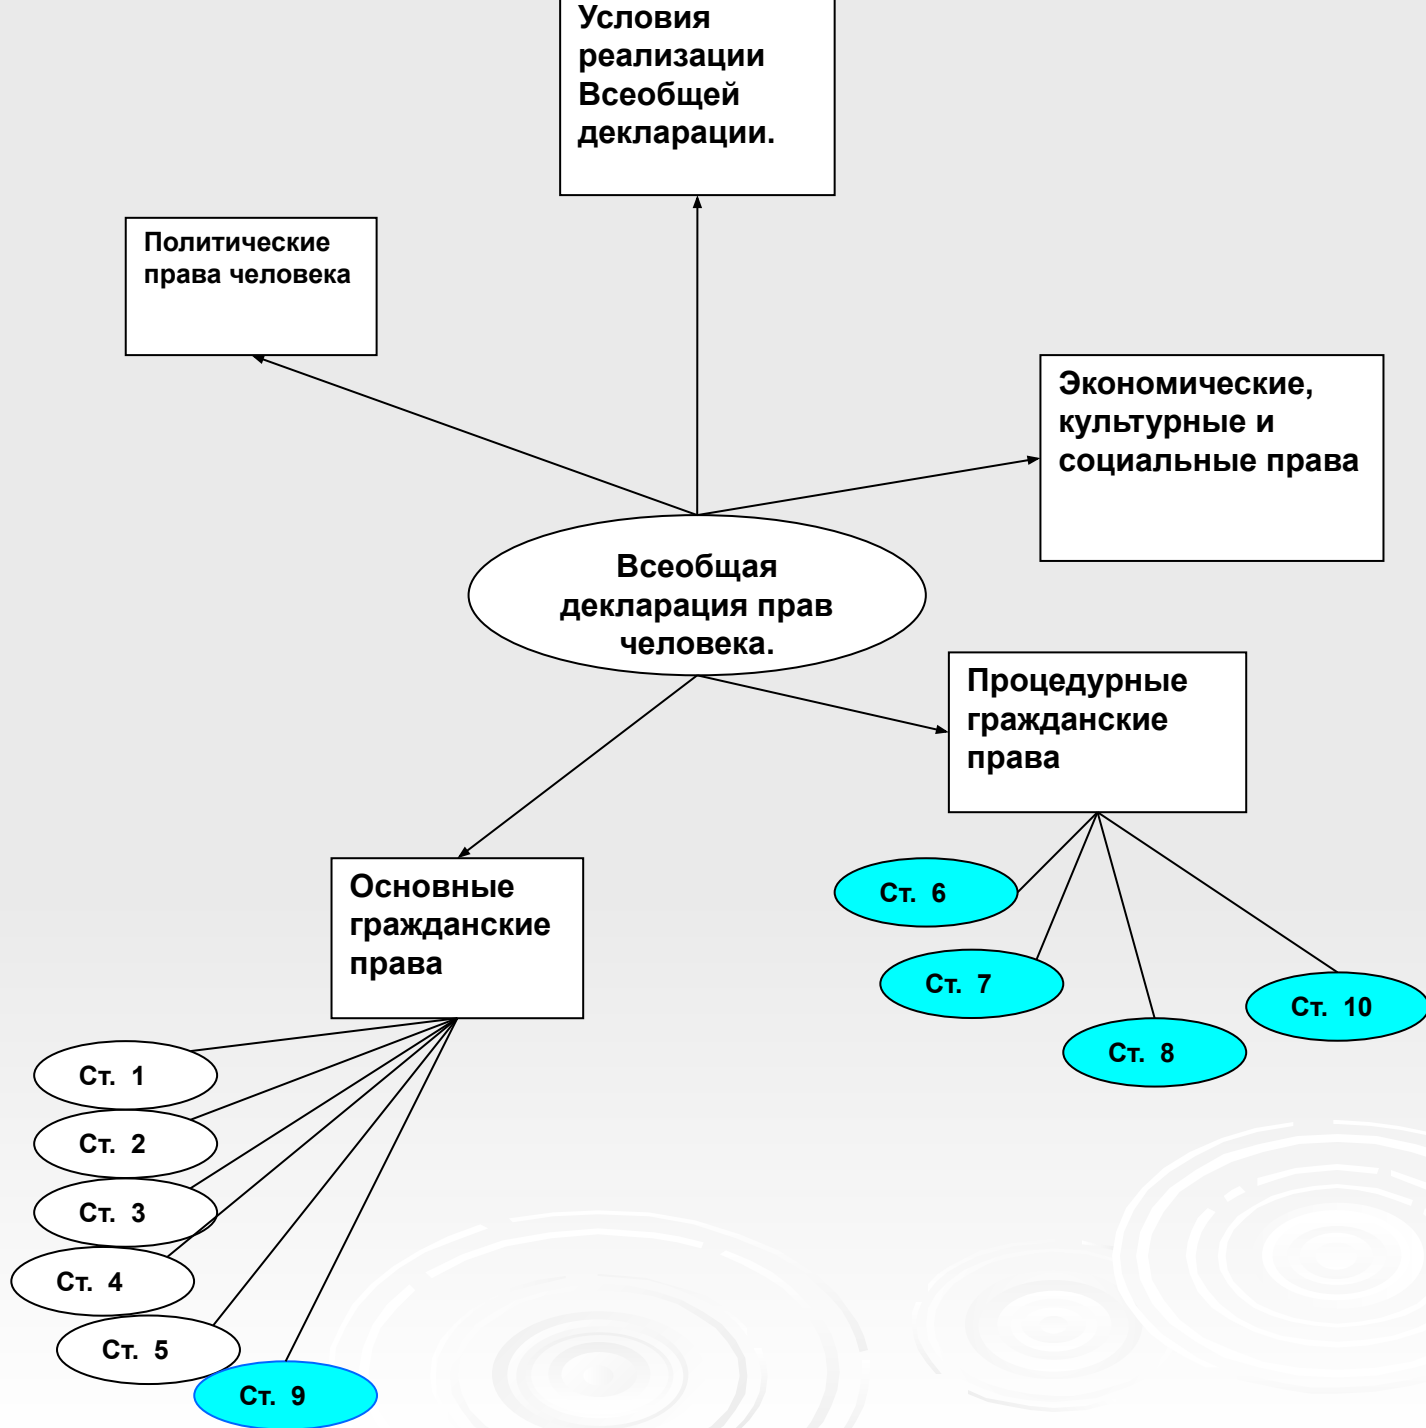 Условия
реализации
Всеобщей
декларации.
Политические
права человека
Экономические,
культурные и
социальные права
Всеобщая
декларация прав
человека.
Процедурные
гражданские
права
Основные
гражданские
права
Ст. 6
Ст. 7
Ст. 8
Ст. 10
Ст. 1
Ст. 2
Ст. 3
Ст. 4
Ст. 5
Ст. 9